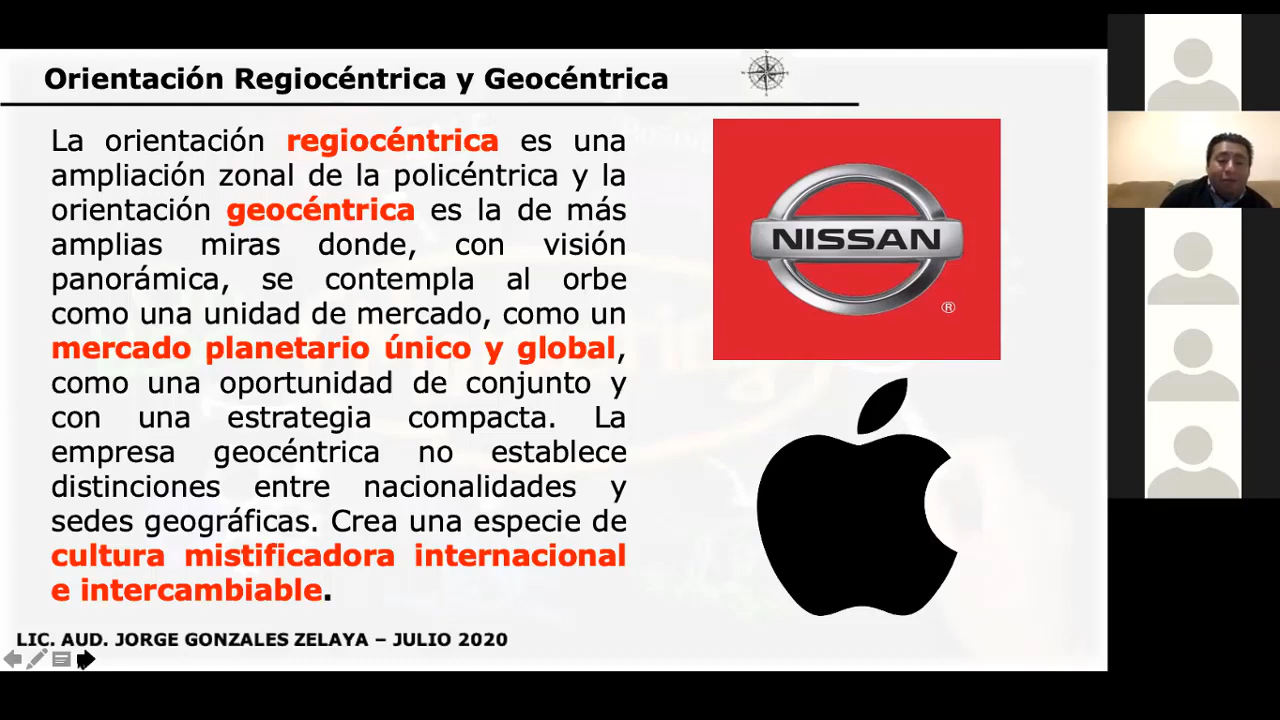 Orientación Regiocéntrica y Geocéntrica
La orientación regiocéntrica es una
ampliación zonal de la policéntrica y la
orientación geocéntrica es la de más
amplias miras donde, con visión
panorámica, se contempla al orbe
como una unidad de mercado, como un
mercado planetario único y global,
como una oportunidad de conjunto y
con una estrategia compacta. La
empresa geocéntrica no establece
distinciones entre nacionalidades y
sedes geográficas. Crea una especie de
cultura mistificadora internacional
e intercambiable.
NISSAN
®
LIC. AUD. JORGE GONZALES ZELAYA – JULIO 2020